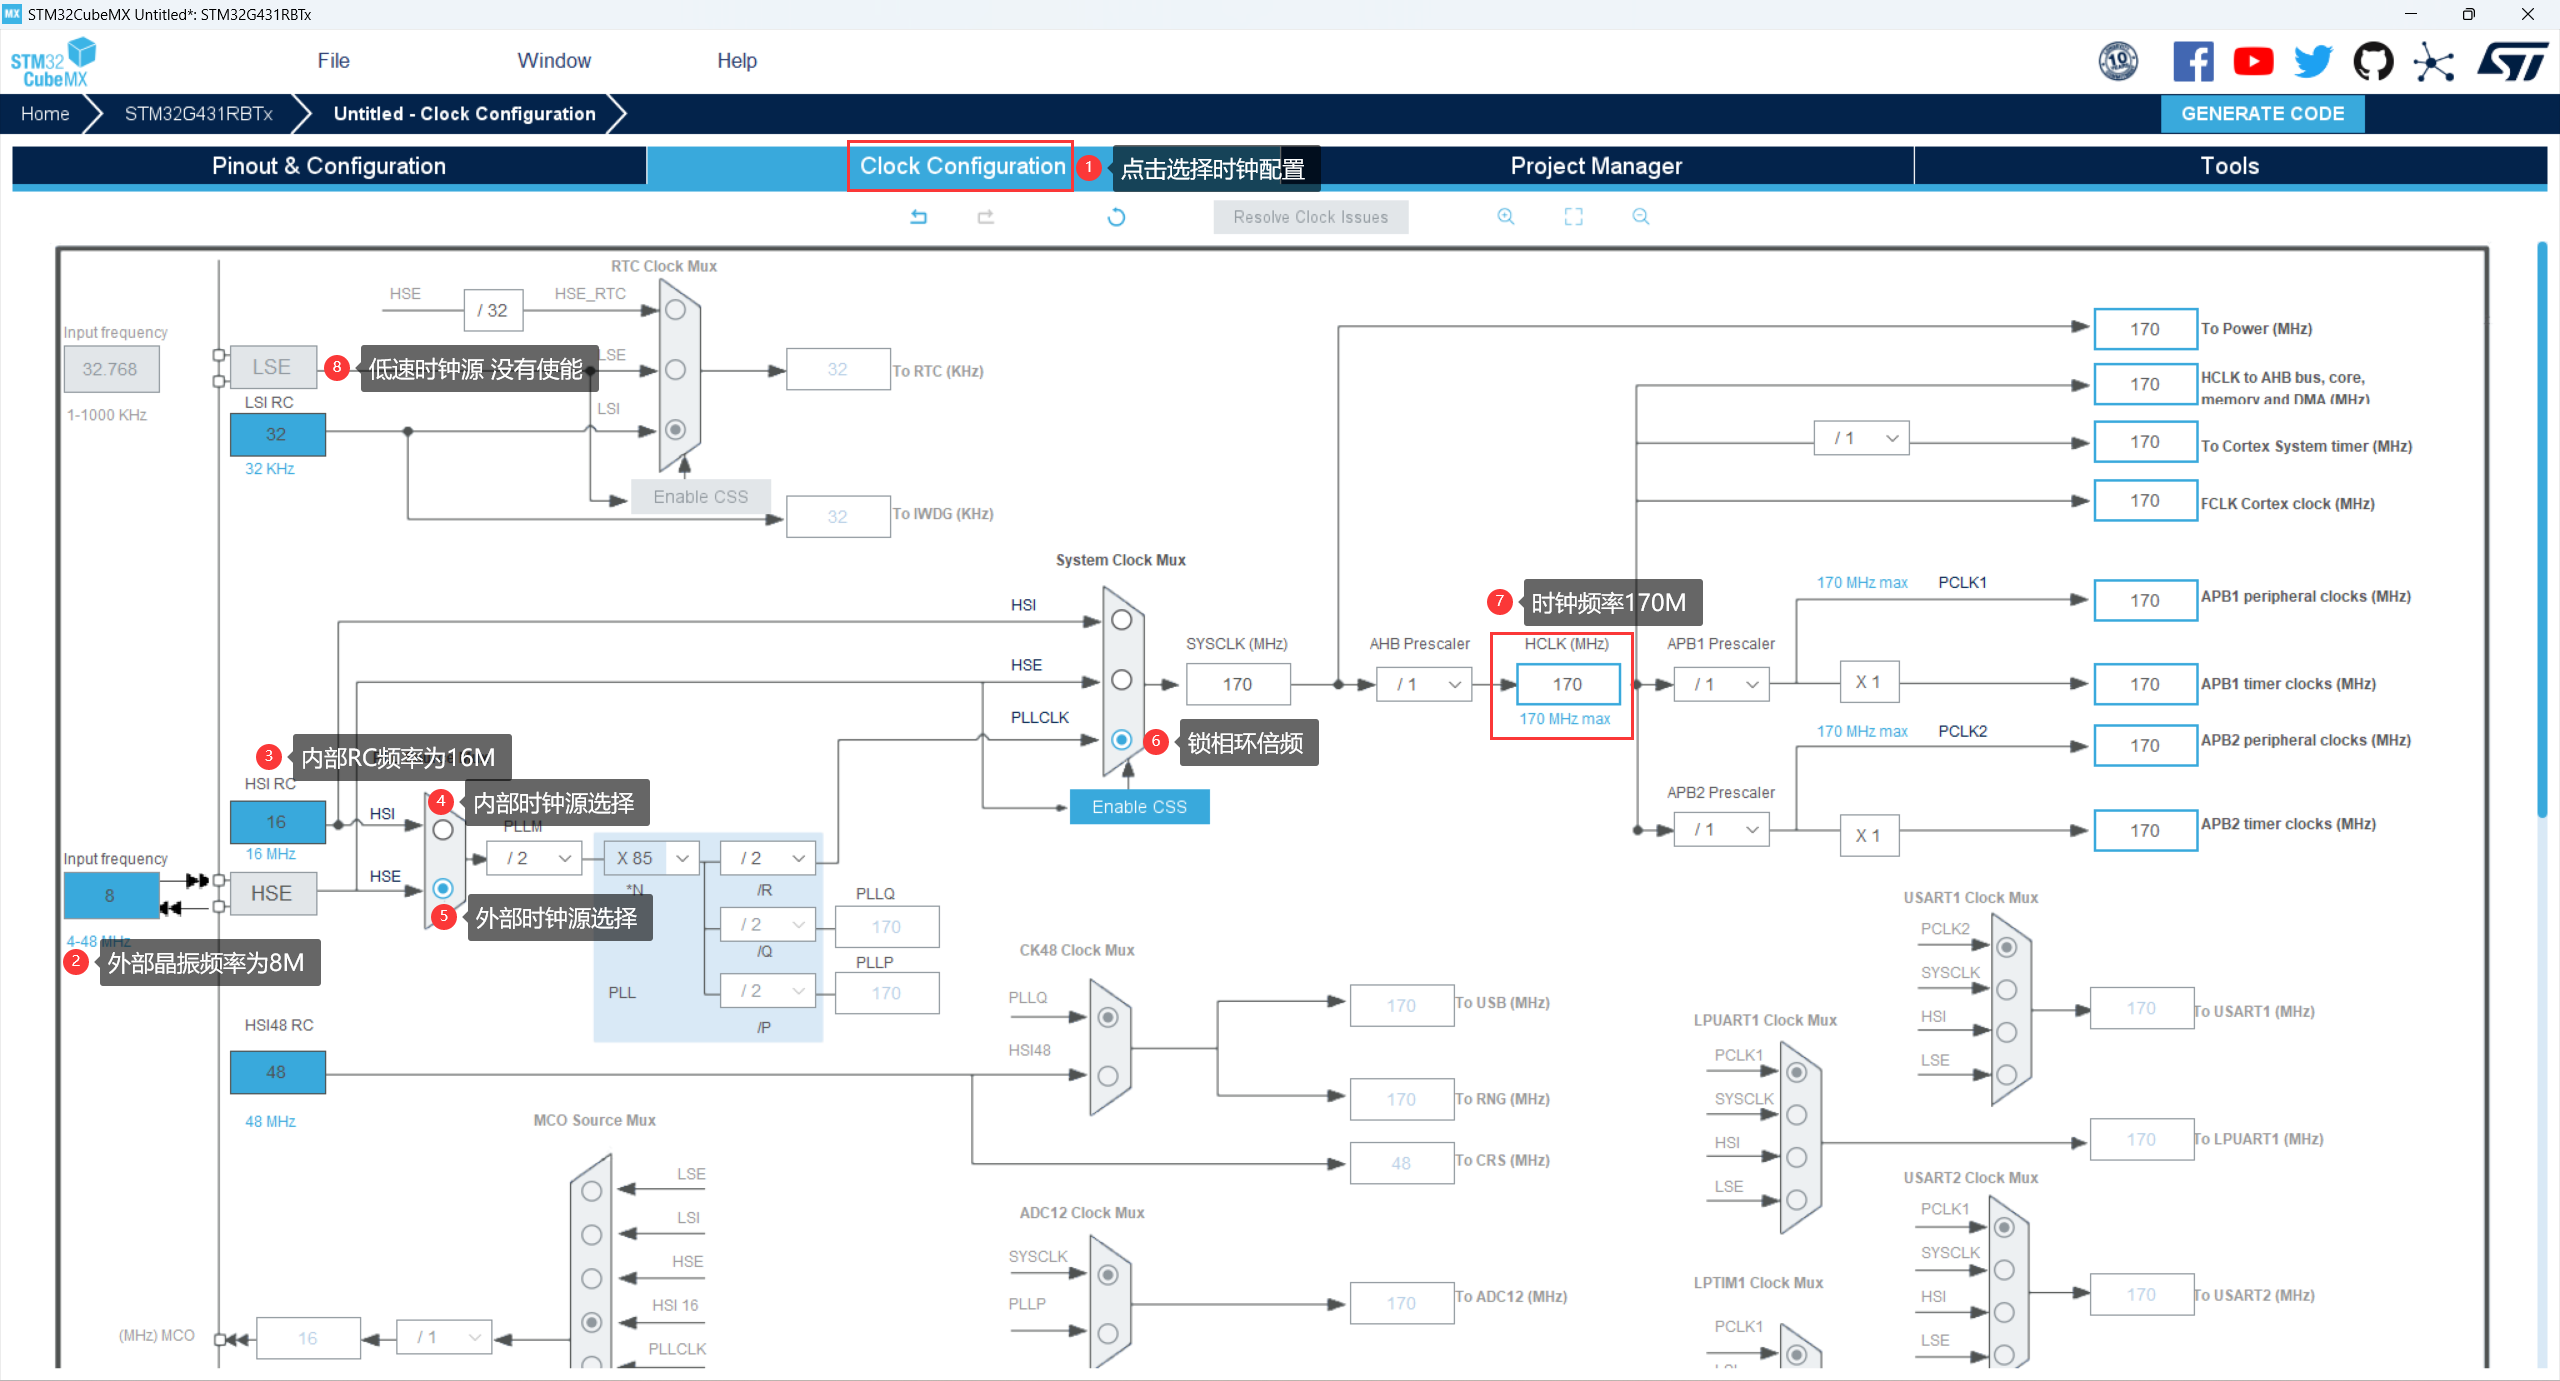 MX STM32CubeMX Untitled*: STM32G431RBTx
STM32 CubeMX
File Window Help
10 YEARS
ST
Home STM32G431RBTx Untitled - Clock Configuration GENERATE CODE
Pinout & Configuration Clock Configuration 1 点击选择时钟配置 Project Manager Tools
Resolve Clock Issues
RTC Clock Mux
HSE / 32 HSE_RTC
Input frequency
32.768
1-1000 KHz
LSE 8 低速时钟源 没有使能 LSE
32 To RTC (KHz)
LSI RC
LSI
32
32 KHz
Enable CSS
32 To IWDG (KHz)
170 To Power (MHz)
170 HCLK to AHB bus, core,
memory and DMA (MHz)
/ 1 170 To Cortex System timer (MHz)
170 FCLK Cortex clock (MHz)
System Clock Mux
HSI
HSE
PLLCLK
SYSCLK (MHz)
170
6 锁相环倍频
Enable CSS
AHB Prescaler
/ 1
7 时钟频率170M
HCLK (MHz)
170
170 MHz max
APB1 Prescaler
/ 1
170 MHz max PCLK1
170 APB1 peripheral clocks (MHz)
X 1 170 APB1 timer clocks (MHz)
170 MHz max PCLK2
170 APB2 peripheral clocks (MHz)
APB2 Prescaler
/ 1
X 1 170 APB2 timer clocks (MHz)
3 内部RC频率为16M
HSI RC
16
16 MHz
HSI
4 内部时钟源选择
Input frequency
8
4-48 MHz
HSE HSE
5 外部时钟源选择
2 外部晶振频率为8M
PLLM
/ 2
X 85
*N
/ 2
/R
/ 2
/Q
/ 2
/P
PLL
PLLQ
170
PLLP
170
HSI48 RC
48
48 MHz
CK48 Clock Mux
PLLQ
HSI48
170 To USB (MHz)
170 To RNG (MHz)
48 To CRS (MHz)
MCO Source Mux
LSE
LSI
HSE
HSI 16
PLLCLK
(MHz) MCO 16 / 1
ADC12 Clock Mux
SYSCLK
PLLP
170 To ADC12 (MHz)
USART1 Clock Mux
PCLK2
SYSCLK
HSI
LSE
170 To USART1 (MHz)
LPUART1 Clock Mux
PCLK1
SYSCLK
HSI
LSE
170 To LPUART1 (MHz)
USART2 Clock Mux
PCLK1
SYSCLK
HSI
LSE
170 To USART2 (MHz)
LPTIM1 Clock Mux
PCLK1